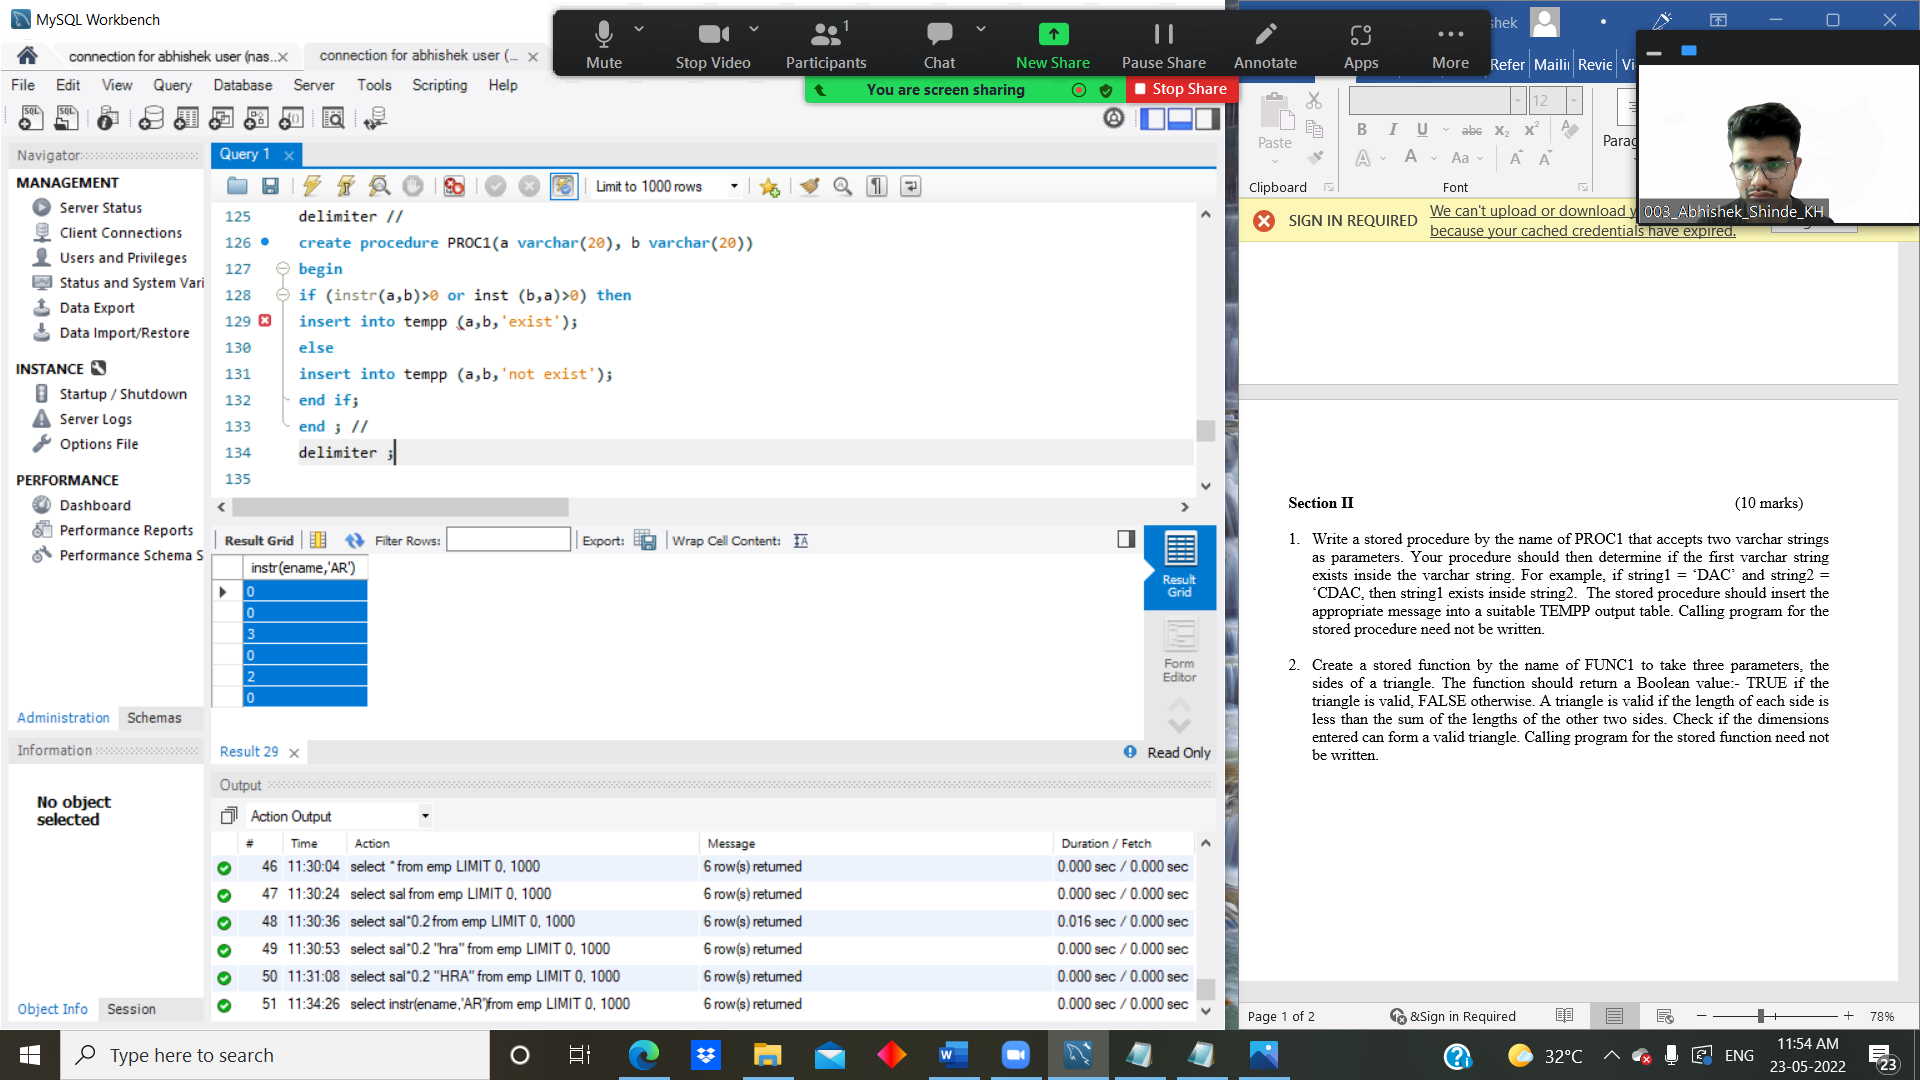 MySQL Workbench
connection for abhishek user (nas...
connection for abhishek user (...
File Edit View Query Database Server Tools Scripting Help
Mute
Stop Video
Participants
1
Chat
New Share
Pause Share
Annotate
Apps
More
You are screen sharing
Stop Share
Navigator
MANAGEMENT
Server Status
Client Connections
Users and Privileges
Status and System Vari
Data Export
Data Import/Restore
INSTANCE
Startup / Shutdown
Server Logs
Options File
PERFORMANCE
Dashboard
Performance Reports
Performance Schema S
Administration Schemas
Information
No object
selected
Object Info Session
Query 1
Limit to 1000 rows
125 delimiter //
126 create procedure PROC1(a varchar(20), b varchar(20))
127 begin
128 if (instr(a,b)>0 or inst (b,a)>0) then
129 insert into tempp (a,b,'exist');
130 else
131 insert into tempp (a,b,'not exist');
132 end if;
133 end ; //
134 delimiter ;
135
Result Grid Filter Rows: Export: Wrap Cell Content:
instr(ename,'AR')
0
0
3
0
2
0
Result
Grid
Form
Editor
Result 29
Read Only
Output
Action Output
# Time Action Message Duration / Fetch
46 11:30:04 select * from emp LIMIT 0, 1000 6 row(s) returned 0.000 sec / 0.000 sec
47 11:30:24 select sal from emp LIMIT 0, 1000 6 row(s) returned 0.000 sec / 0.000 sec
48 11:30:36 select sal*0.2 from emp LIMIT 0, 1000 6 row(s) returned 0.016 sec / 0.000 sec
49 11:30:53 select sal*0.2 "hra" from emp LIMIT 0, 1000 6 row(s) returned 0.000 sec / 0.000 sec
50 11:31:08 select sal*0.2 "HRA" from emp LIMIT 0, 1000 6 row(s) returned 0.000 sec / 0.000 sec
51 11:34:26 select instr(ename,'AR')from emp LIMIT 0, 1000 6 row(s) returned 0.000 sec / 0.000 sec
shek
Refer Mailin Revie Vi
Paste
12
B I U abc x₂ x²
A A Aa A A
Parag
Clipboard
Font
SIGN IN REQUIRED
We can't upload or download y
because your cached credentials have expired.
003_Abhishek_Shinde_KH
Section II (10 marks)
1. Write a stored procedure by the name of PROC1 that accepts two varchar strings
as parameters. Your procedure should then determine if the first varchar string
exists inside the varchar string. For example, if string1 = ‘DAC’ and string2 =
‘CDAC, then string1 exists inside string2. The stored procedure should insert the
appropriate message into a suitable TEMPP output table. Calling program for the
stored procedure need not be written.
2. Create a stored function by the name of FUNC1 to take three parameters, the
sides of a triangle. The function should return a Boolean value:- TRUE if the
triangle is valid, FALSE otherwise. A triangle is valid if the length of each side is
less than the sum of the lengths of the other two sides. Check if the dimensions
entered can form a valid triangle. Calling program for the stored function need not
be written.
Page 1 of 2
&Sign in Required
78%
Type here to search
32°C
ENG
11:54 AM
23-05-2022
23